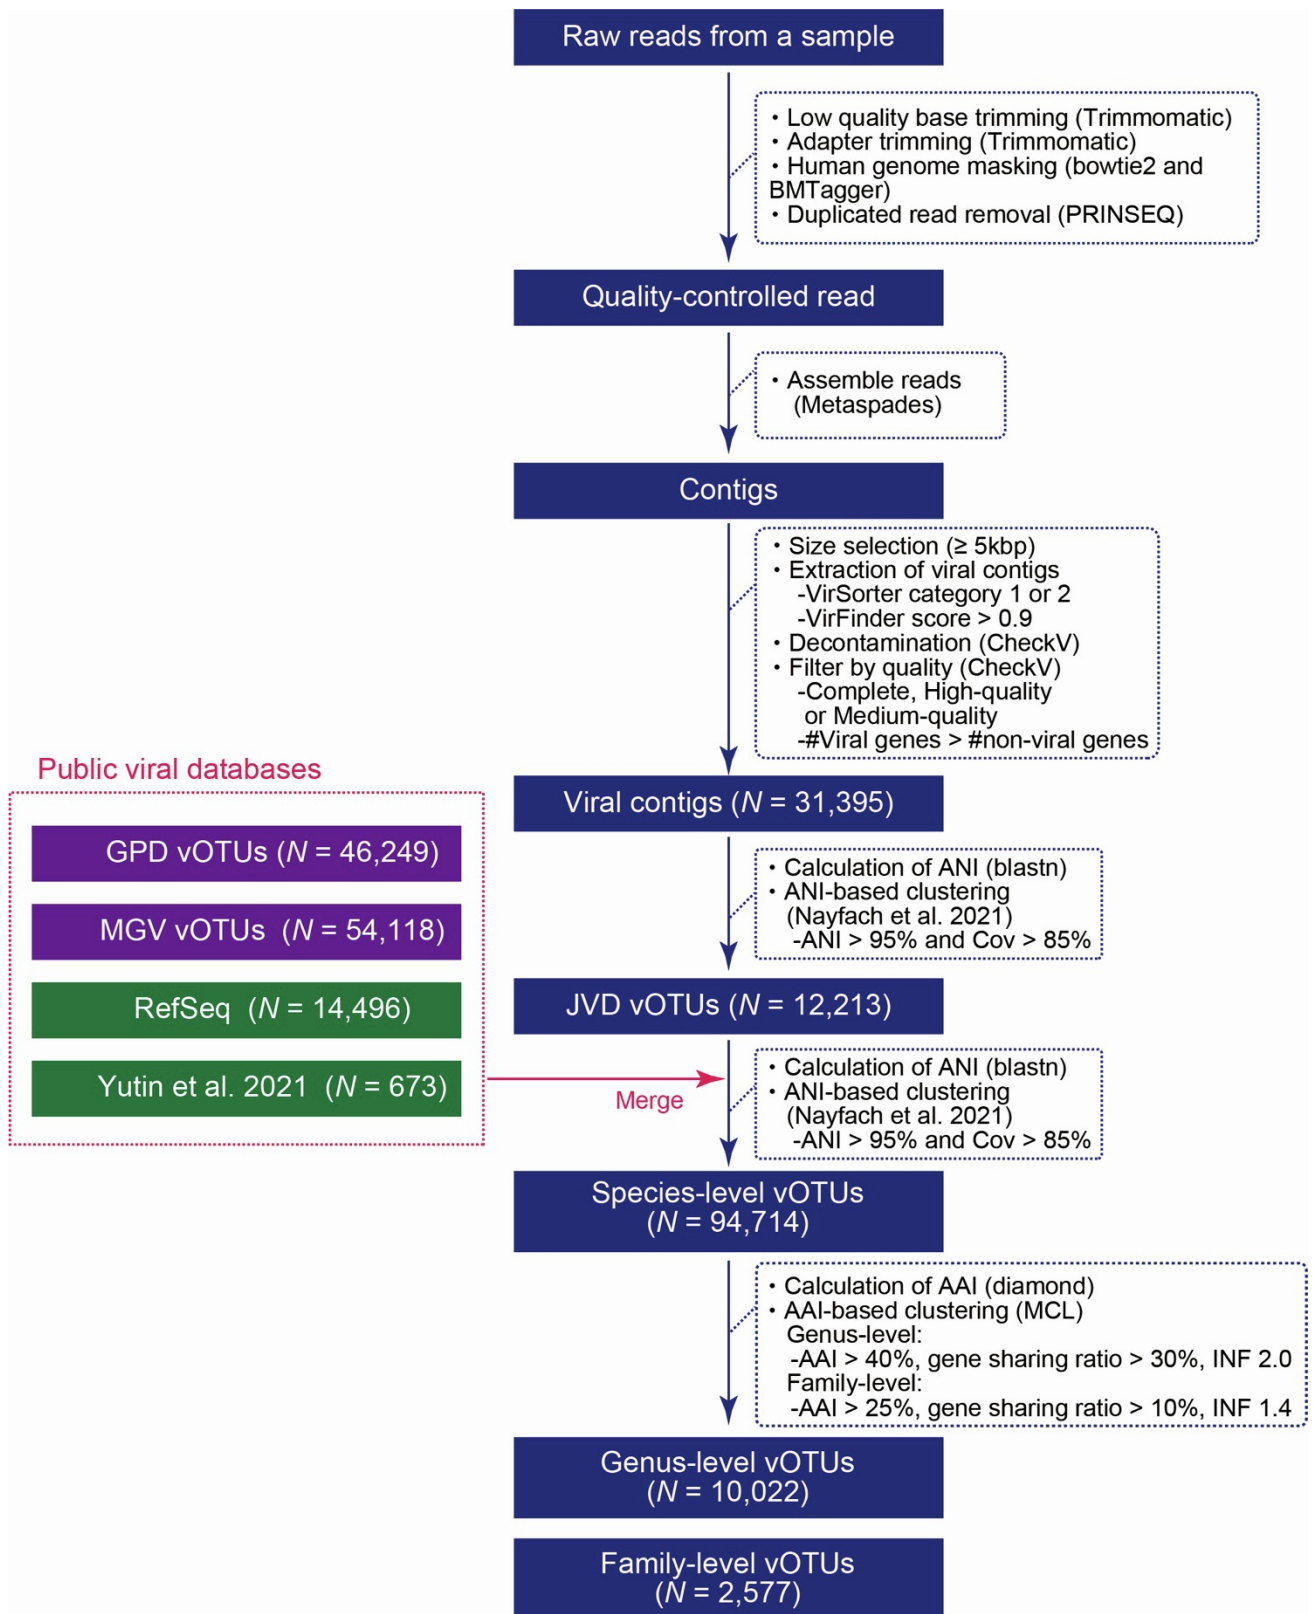 Raw reads from a sample
・Low quality base trimming (Trimmomatic)
・Adapter trimming (Trimmomatic)
・Human genome masking (bowtie2 and
BMTagger)
・Duplicated read removal (PRINSEQ)
Quality-controlled read
・Assemble reads
(Metaspades)
Contigs
・Size selection (≥ 5kbp)
・Extraction of viral contigs
-VirSorter category 1 or 2
-VirFinder score > 0.9
・Decontamination (CheckV)
・Filter by quality (CheckV)
-Complete, High-quality
or Medium-quality
-#Viral genes > #non-viral genes
Viral contigs (N = 31,395)
・Calculation of ANI (blastn)
・ANI-based clustering
(Nayfach et al. 2021)
-ANI > 95% and Cov > 85%
JVD vOTUs (N = 12,213)
Public viral databases
GPD vOTUs (N = 46,249)
MGV vOTUs (N = 54,118)
RefSeq (N = 14,496)
Yutin et al. 2021 (N = 673)
Merge
・Calculation of ANI (blastn)
・ANI-based clustering
(Nayfach et al. 2021)
-ANI > 95% and Cov > 85%
Species-level vOTUs
(N = 94,714)
・Calculation of AAI (diamond)
・AAI-based clustering (MCL)
Genus-level:
-AAI > 40%, gene sharing ratio > 30%, INF 2.0
Family-level:
-AAI > 25%, gene sharing ratio > 10%, INF 1.4
Genus-level vOTUs
(N = 10,022)
Family-level vOTUs
(N = 2,577)